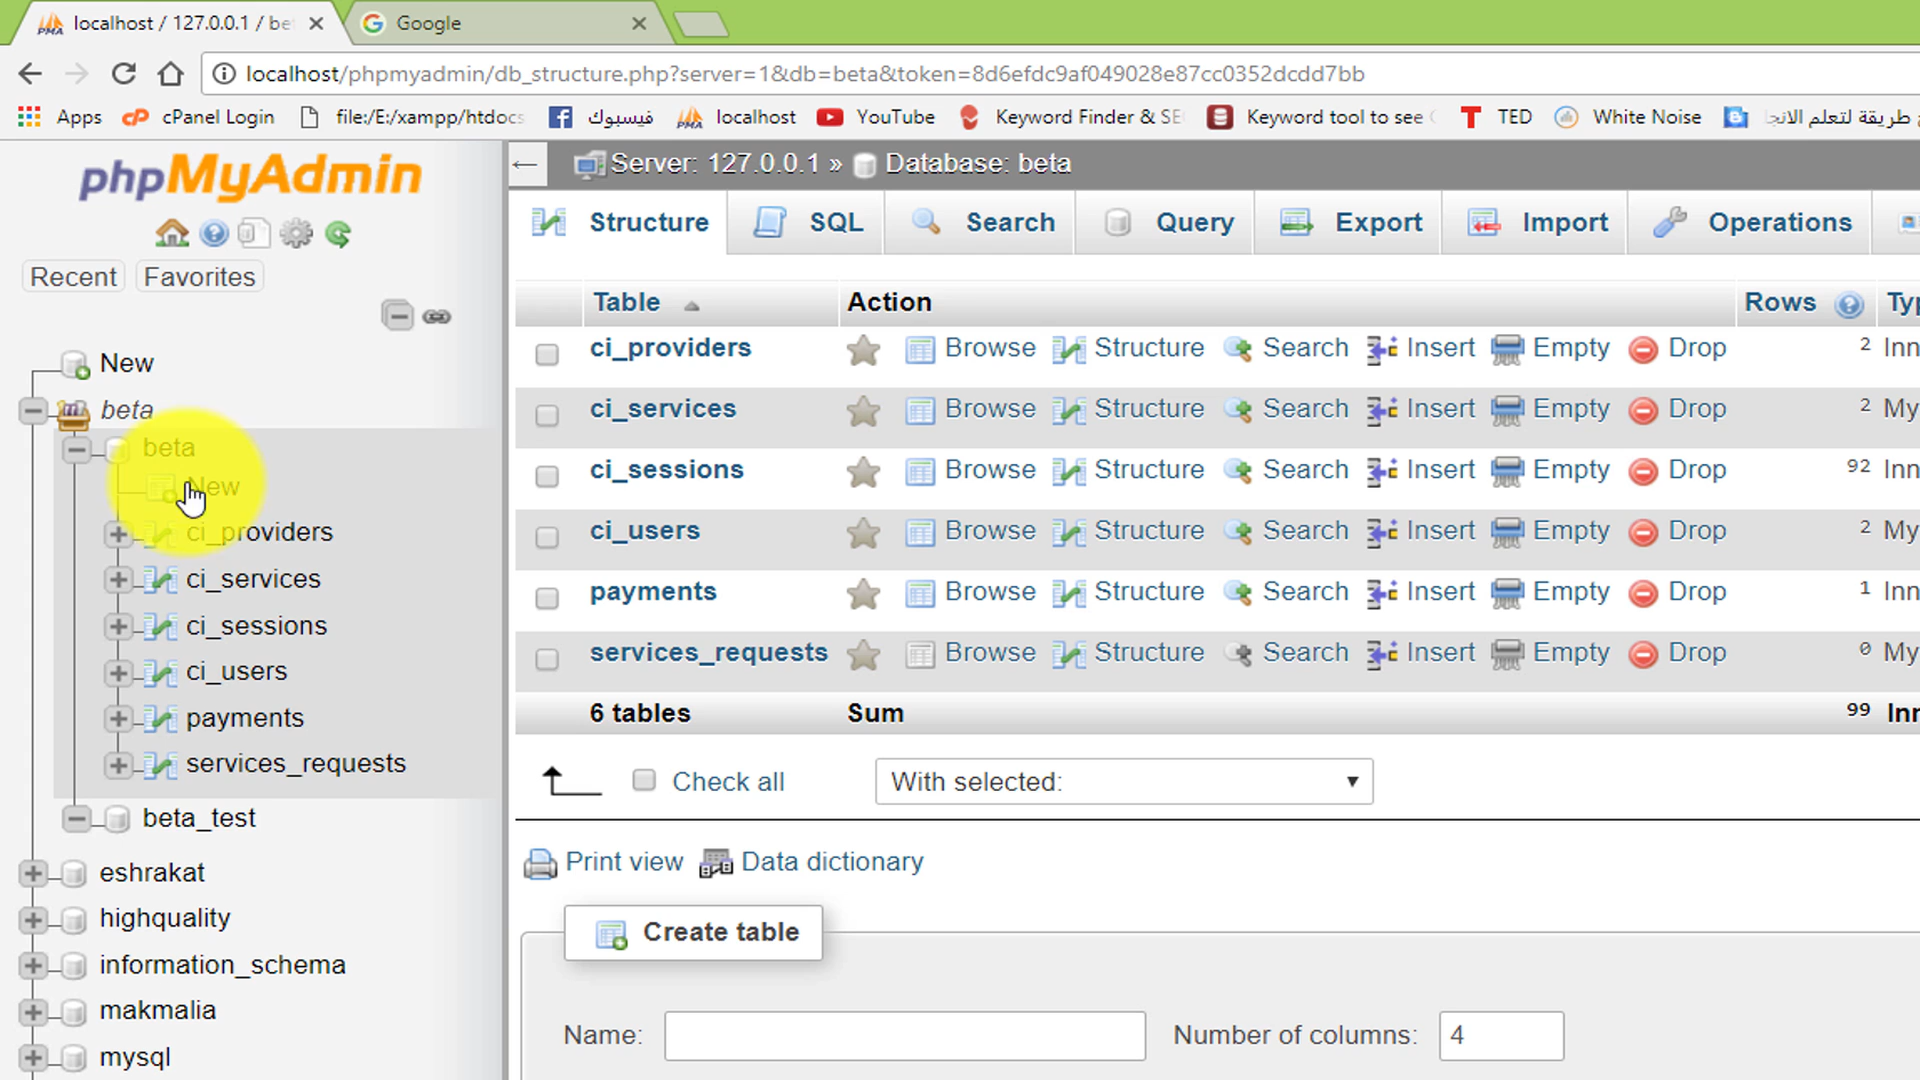 localhost / 127.0.0.1 / be
Google
localhost/phpmyadmin/db_structure.php?server=1&db=beta&token=8d6efdc9af049028e87cc0352dcdd7bb
Apps
cPanel Login
file:/E:/xampp/htdocs
فيسبوك
localhost
YouTube
Keyword Finder & SE
Keyword tool to see
TED
White Noise
طريقة لتعلم الانجا
phpMyAdmin
Recent
Favorites
New
beta
beta
New
ci_providers
ci_services
ci_sessions
ci_users
payments
services_requests
beta_test
eshrakat
highquality
information_schema
makmalia
mysql
Server: 127.0.0.1 » Database: beta
Structure SQL Search Query Export Import Operations
Table Action Rows Typ
ci_providers Browse Structure Search Insert Empty Drop 2 Inn
ci_services Browse Structure Search Insert Empty Drop 2 My
ci_sessions Browse Structure Search Insert Empty Drop 92 Inn
ci_users Browse Structure Search Insert Empty Drop 2 My
payments Browse Structure Search Insert Empty Drop 1 Inn
services_requests Browse Structure Search Insert Empty Drop 0 My
6 tables Sum 99 Inn
Check all With selected:
Print view Data dictionary
Create table
Name: Number of columns: 4